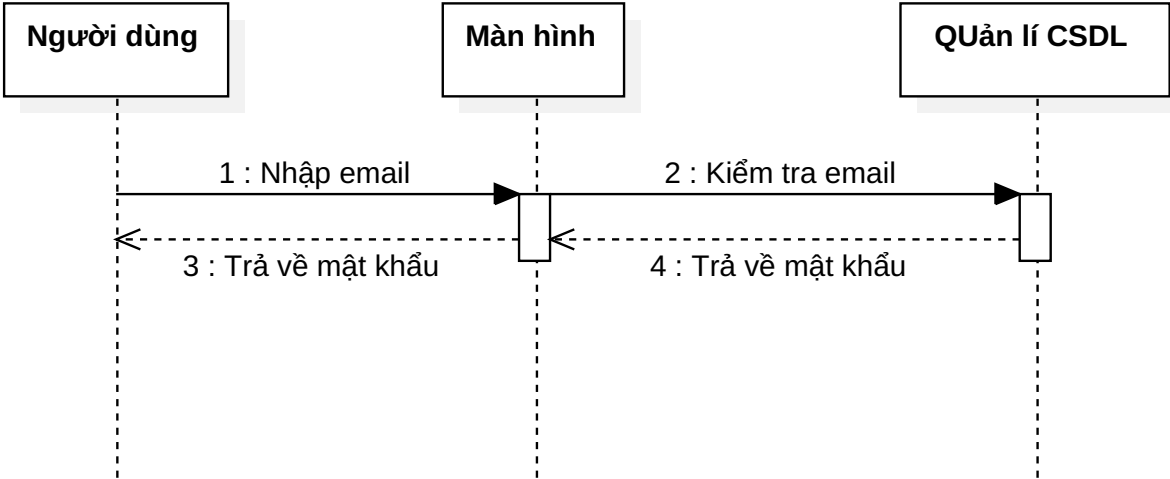 Người dùng
Màn hình
QUản lí CSDL
1 : Nhập email
2 : Kiểm tra email
3 : Trả về mật khẩu
4 : Trả về mật khẩu